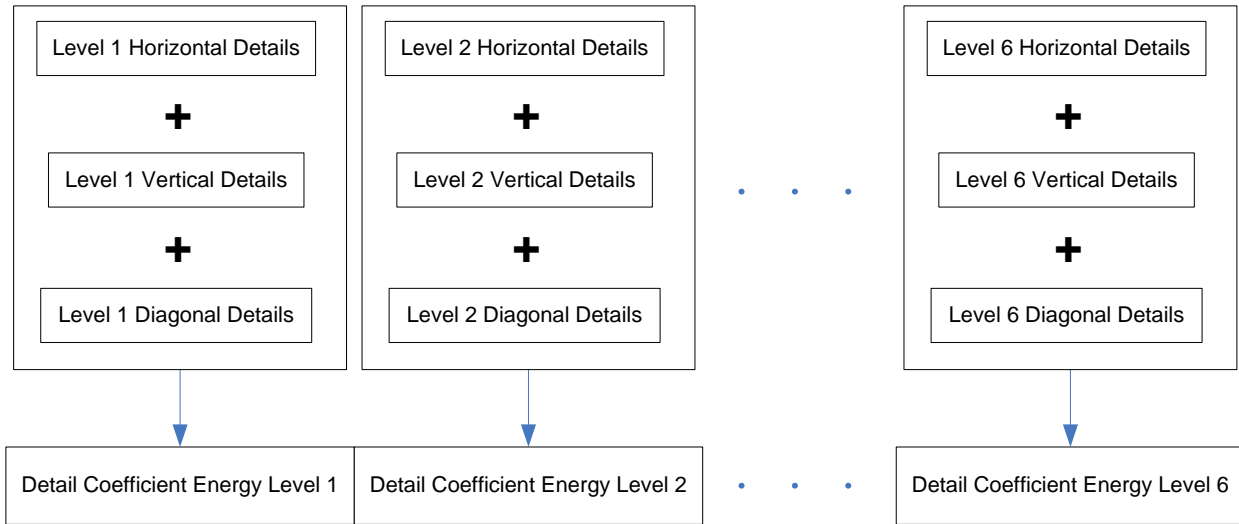 Level 1 Horizontal Details
+
Level 1 Vertical Details
+
Level 1 Diagonal Details
Detail Coefficient Energy Level 1
Level 2 Horizontal Details
+
Level 2 Vertical Details
+
Level 2 Diagonal Details
Detail Coefficient Energy Level 2
. . .
. . .
Level 6 Horizontal Details
+
Level 6 Vertical Details
+
Level 6 Diagonal Details
Detail Coefficient Energy Level 6